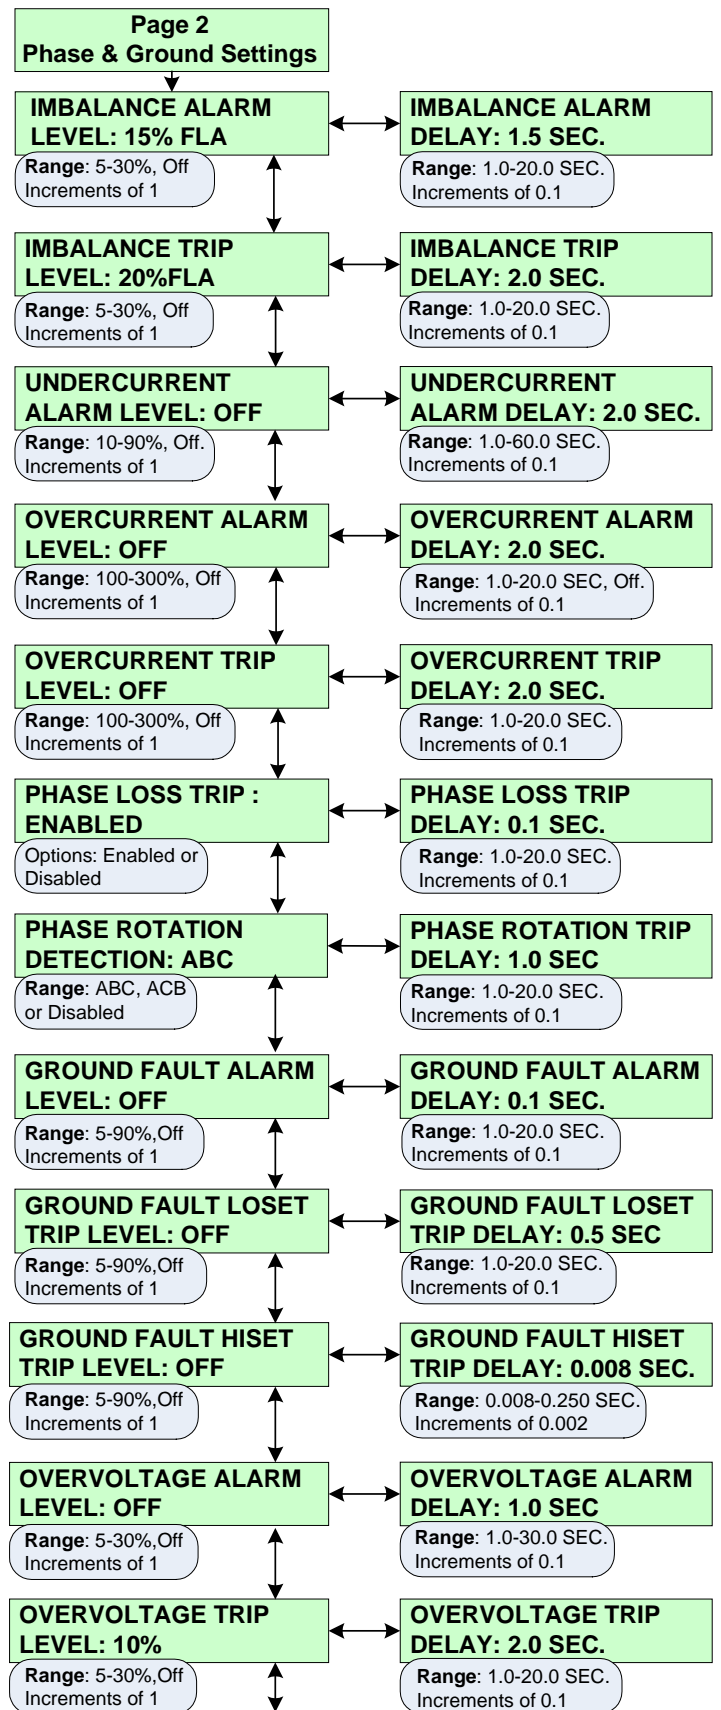 Page 2
Phase & Ground Settings
IMBALANCE ALARM
LEVEL: 15% FLA
Range: 5-30%, Off
Increments of 1
IMBALANCE ALARM
DELAY: 1.5 SEC.
Range: 1.0-20.0 SEC.
Increments of 0.1
IMBALANCE TRIP
LEVEL: 20%FLA
Range: 5-30%, Off
Increments of 1
IMBALANCE TRIP
DELAY: 2.0 SEC.
Range: 1.0-20.0 SEC.
Increments of 0.1
UNDERCURRENT
ALARM LEVEL: OFF
Range: 10-90%, Off.
Increments of 1
UNDERCURRENT
ALARM DELAY: 2.0 SEC.
Range: 1.0-60.0 SEC.
Increments of 0.1
OVERCURRENT ALARM
LEVEL: OFF
Range: 100-300%, Off
Increments of 1
OVERCURRENT ALARM
DELAY: 2.0 SEC.
Range: 1.0-20.0 SEC, Off.
Increments of 0.1
OVERCURRENT TRIP
LEVEL: OFF
Range: 100-300%, Off
Increments of 1
OVERCURRENT TRIP
DELAY: 2.0 SEC.
Range: 1.0-20.0 SEC.
Increments of 0.1
PHASE LOSS TRIP :
ENABLED
Options: Enabled or
Disabled
PHASE LOSS TRIP
DELAY: 0.1 SEC.
Range: 1.0-20.0 SEC.
Increments of 0.1
PHASE ROTATION
DETECTION: ABC
Range: ABC, ACB
or Disabled
PHASE ROTATION TRIP
DELAY: 1.0 SEC
Range: 1.0-20.0 SEC.
Increments of 0.1
GROUND FAULT ALARM
LEVEL: OFF
Range: 5-90%,Off
Increments of 1
GROUND FAULT ALARM
DELAY: 0.1 SEC.
Range: 1.0-20.0 SEC.
Increments of 0.1
GROUND FAULT LOSET
TRIP LEVEL: OFF
Range: 5-90%,Off
Increments of 1
GROUND FAULT LOSET
TRIP DELAY: 0.5 SEC
Range: 1.0-20.0 SEC.
Increments of 0.1
GROUND FAULT HISET
TRIP LEVEL: OFF
Range: 5-90%,Off
Increments of 1
GROUND FAULT HISET
TRIP DELAY: 0.008 SEC.
Range: 0.008-0.250 SEC.
Increments of 0.002
OVERVOLTAGE ALARM
LEVEL: OFF
Range: 5-30%,Off
Increments of 1
OVERVOLTAGE ALARM
DELAY: 1.0 SEC
Range: 1.0-30.0 SEC.
Increments of 0.1
OVERVOLTAGE TRIP
LEVEL: 10%
Range: 5-30%,Off
Increments of 1
OVERVOLTAGE TRIP
DELAY: 2.0 SEC.
Range: 1.0-20.0 SEC.
Increments of 0.1